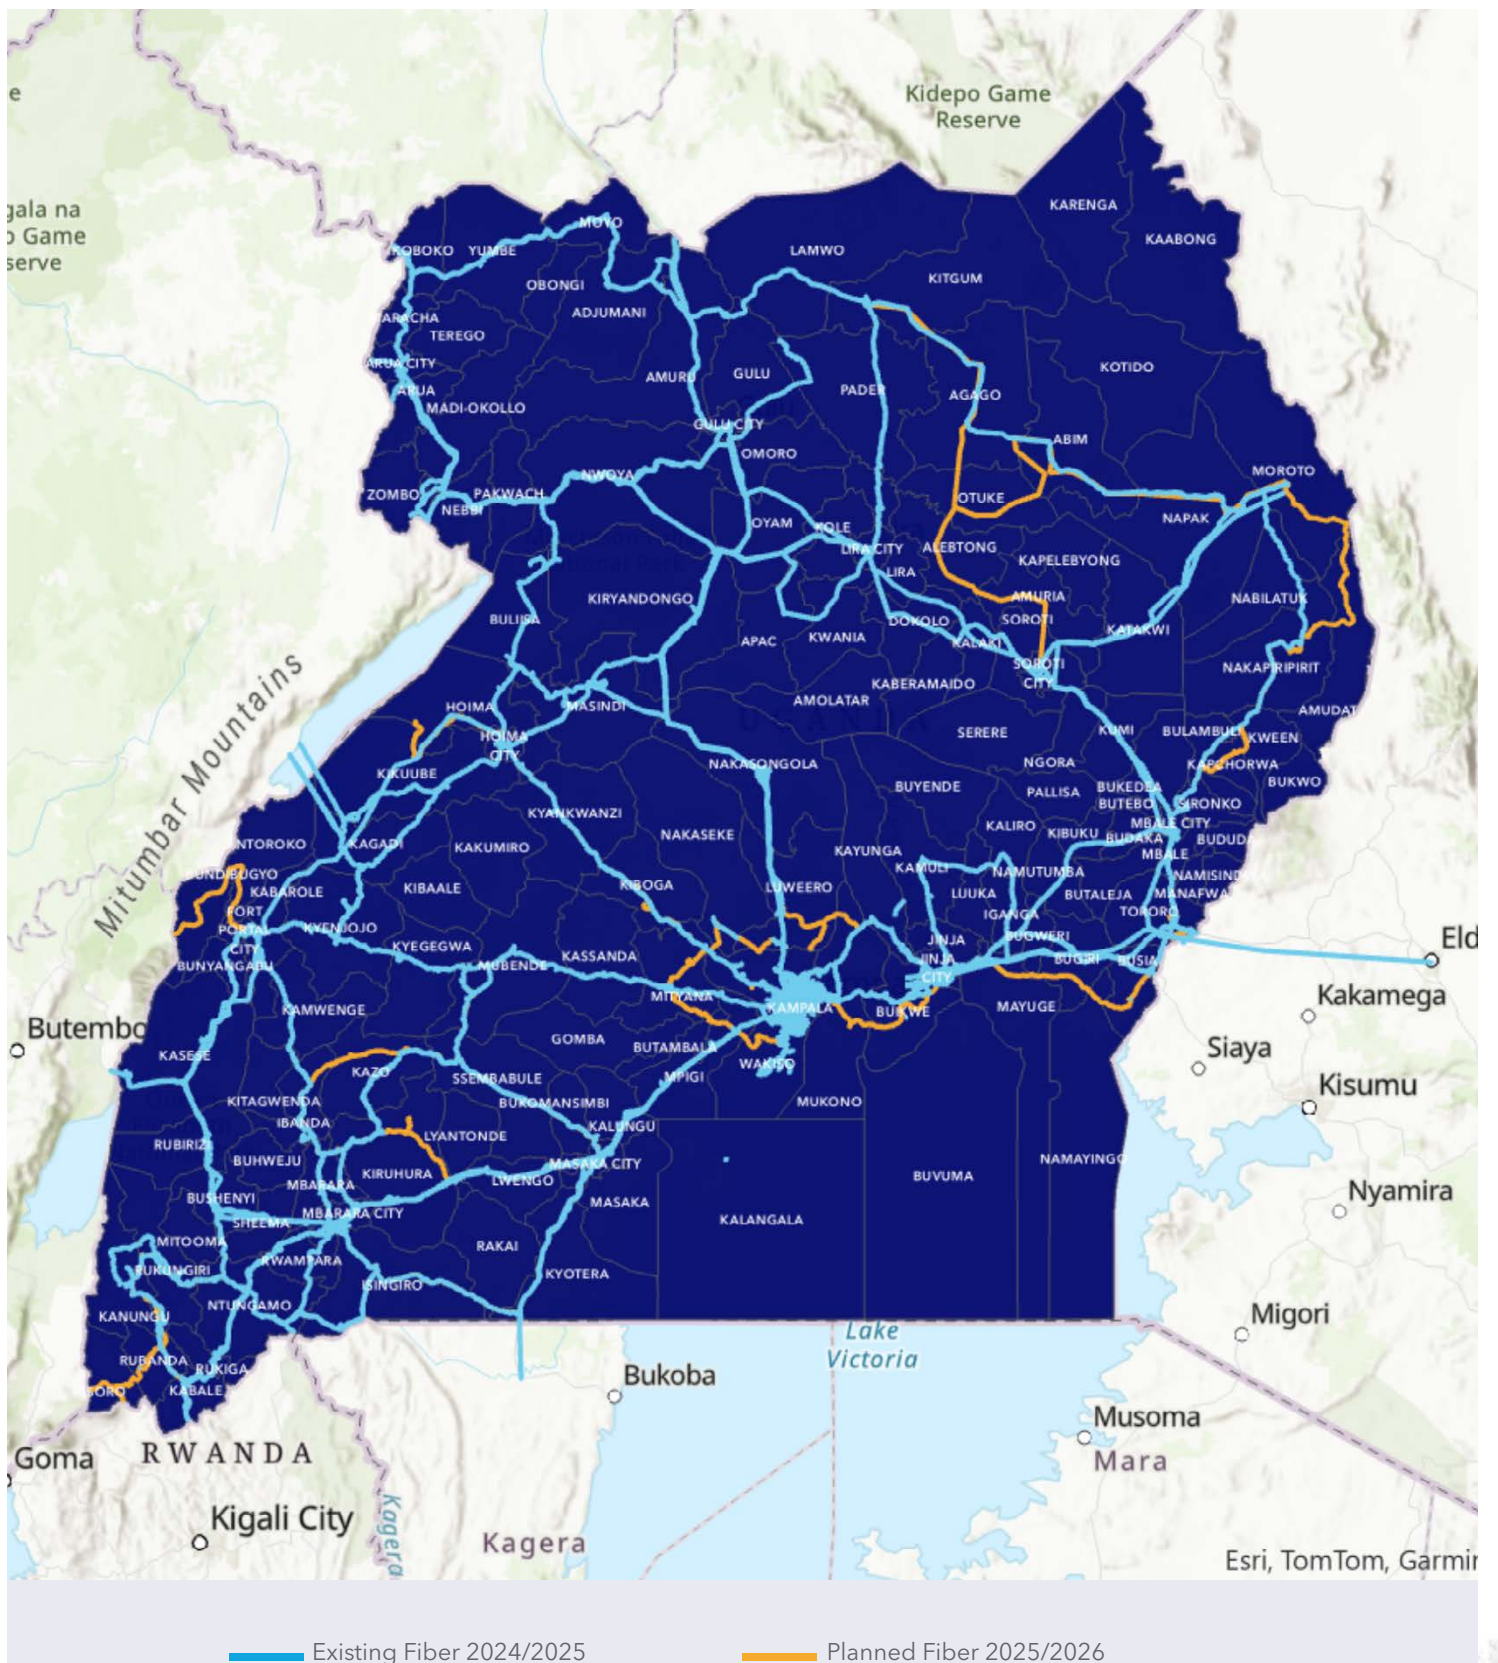 e
Kidepo Game
Reserve
KARENGA
gala na
o Game
serve
KAABONG
MOYO
KOBOKO
YUMBE
LAMWO
KITGUM
OBONGI
ADJUMANI
ARACHA
TEREGO
ARUA CITY
ARUA
MADI-OKOLLO
AMURU
GULU
PADER
AGAGO
KOTIDO
GULU CITY
ABIM
OMORO
MOROTO
NWOYA
ZOMBO
PAKWACH
NEBBI
OTUKE
NAPAK
OYAM
KOLE
LIRA CITY
ALEBTONG
KAPELEBYONG
LIRA
KIRYANDONGO
AMURIA
NABILATUK
BULIISA
DOKOLO
SOROTI
KATAKWI
APAC
KWANIA
KALAKI
SOROTI
CITY
NAKAPIRIPIRIT
KABERAMAIDO
AMOLATAR
HOIMA
MASINDI
AMUDAT
UGANDA
SERERE
KUMI
BULAMBULI
KWEEN
HOIMA
CITY
NAKASONGOLA
NGORA
KAPCHORWA
KIKUUBE
BUYENDE
PALLISA
BUKEDEA
BUKWO
BUTEBO
SIRONKO
KYANKWANZI
NAKASEKE
KALIRO
KIBUKU
MBALE CITY
BUDAKA
BUDUDA
Mitumbar Mountains
NTOROKO
KAGADI
KAKUMIRO
KAYUNGA
MBALE
KAMULI
NAMUTUMBA
NAMISINDWA
BUNDIBUGYO
KABAROLE
KIBAALE
KIBOGA
LUWEERO
LUUKA
BUTALEJA
MANAFWA
FORT
PORTAL
CITY
IGANGA
TORORO
KYENJOJO
KYEGEGWA
JINJA
BUGWERI
Eld
BUNYANGABU
MUBENDE
KASSANDA
JINJA
CITY
BUGIRI
BUSIA
MITYANA
KAMPALA
BUIKWE
MAYUGE
Kakamega
KAMWENGE
Butembo
GOMBA
BUTAMBALA
Siaya
KASESE
KAZO
WAKISO
SSEMBABULE
MPIGI
Kisumu
KITAGWENDA
BUKOMANSIMBI
MUKONO
IBANDA
KALUNGU
RUBIRIZI
LYANTONDE
BUHWEJU
MASAKA CITY
NAMAYINGO
KIRUHURA
MBARARA
LWENGO
BUVUMA
Nyamira
BUSHENYI
MASAKA
MBARARA CITY
SHEEMA
KALANGALA
MITOOMA
RAKAI
RWAMPARA
RUKUNGIRI
KYOTERA
ISINGIRO
NTUNGAMO
KANUNGU
Migori
Lake
Victoria
RUBANDA
RUKIGA
KABALE
SORO
Bukoba
Musoma
Mara
Goma
RWANDA
Kigali City
Kagera
Kagera
Esri, TomTom, Garmin
Existing Fiber 2024/2025
Planned Fiber 2025/2026